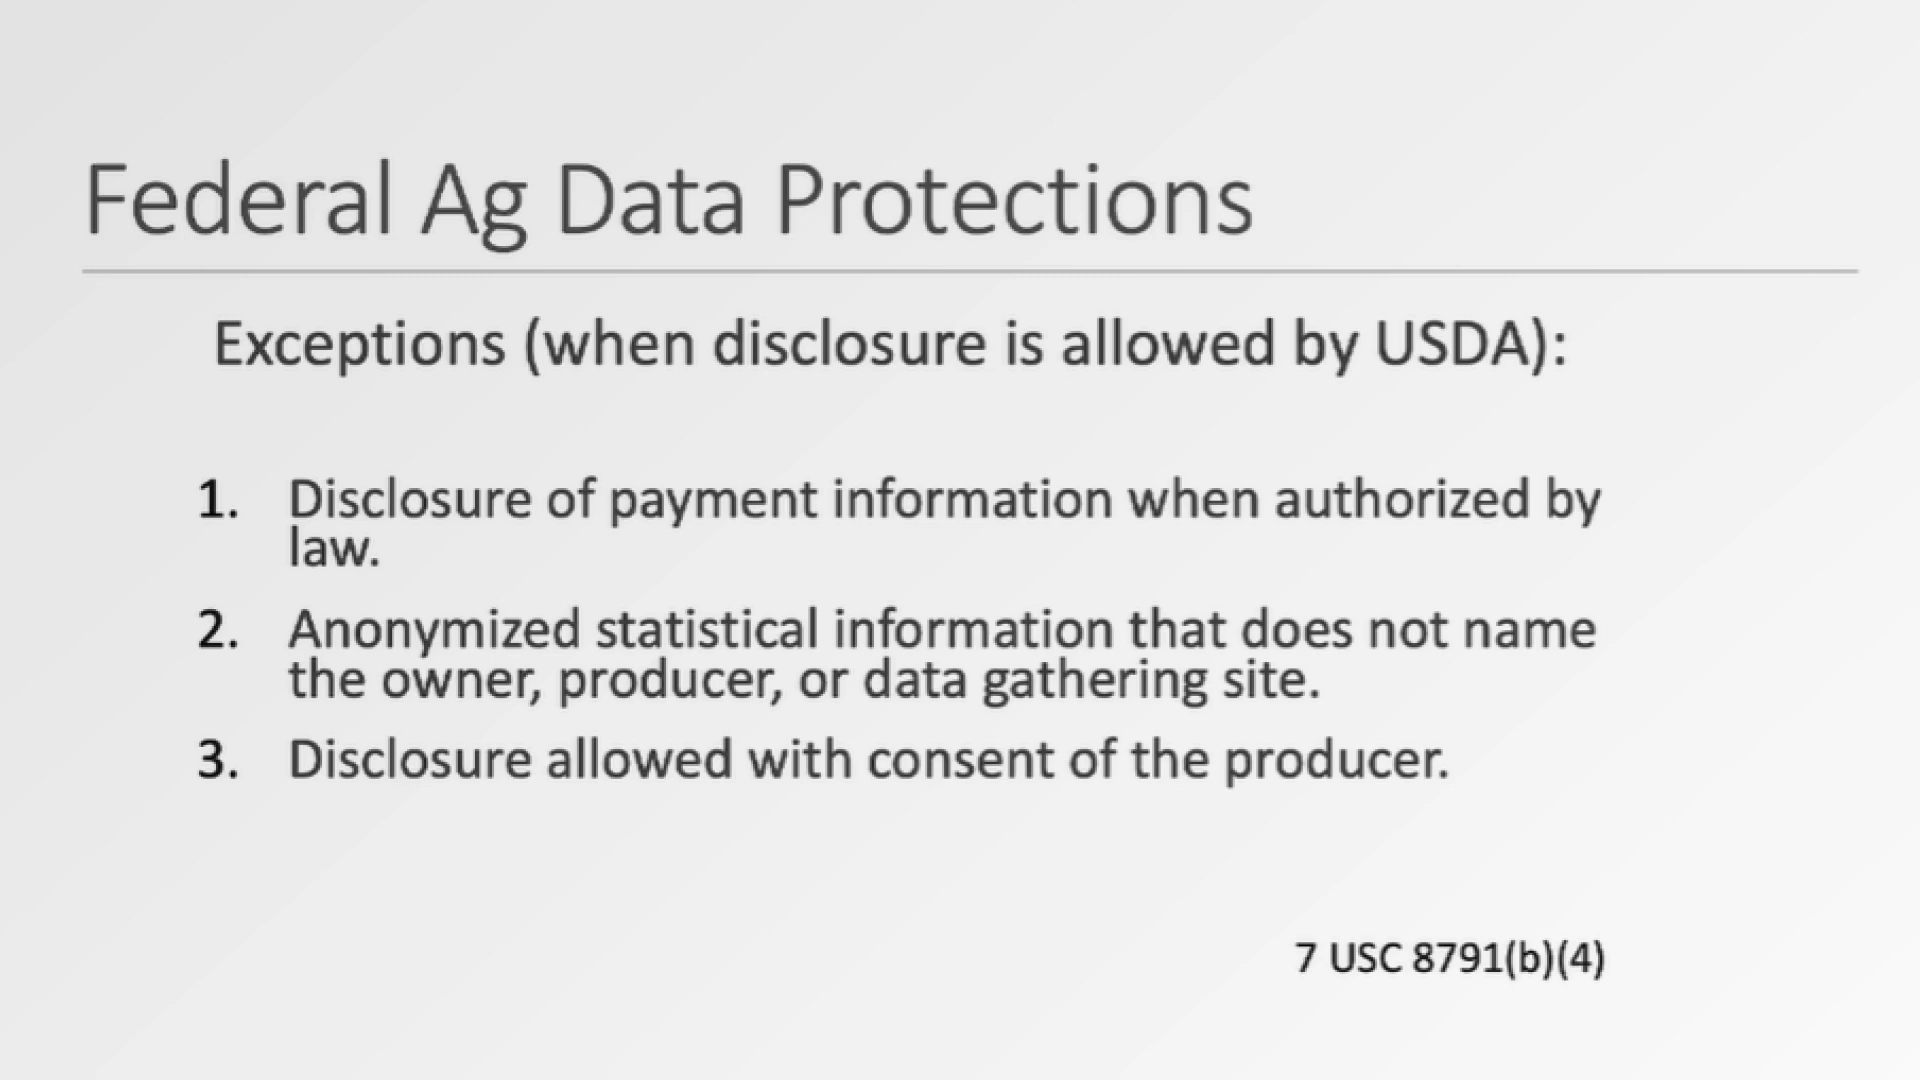 Federal Ag Data Protections
Exceptions (when disclosure is allowed by USDA):
1. Disclosure of payment information when authorized by
law.
2. Anonymized statistical information that does not name
the owner, producer, or data gathering site.
3. Disclosure allowed with consent of the producer.
7 USC 8791(b)(4)